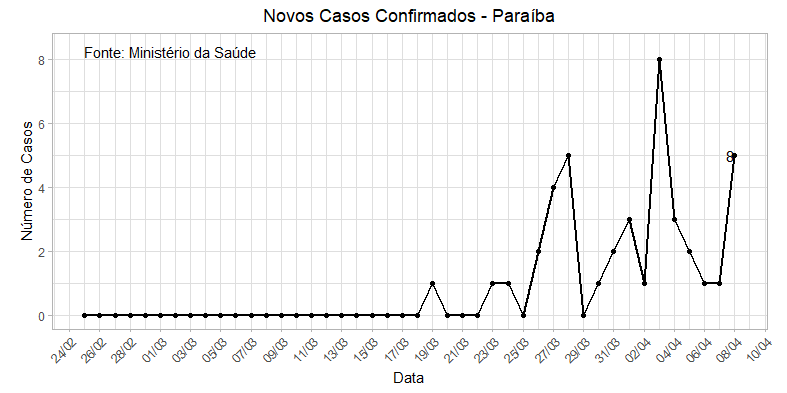 Novos Casos Confirmados - Paraíba
Fonte: Ministério da Saúde
Número de Casos
8
6
4
2
0
8
24/02 26/02 28/02 01/03 03/03 05/03 07/03 09/03 11/03 13/03 15/03 17/03 19/03 21/03 23/03 25/03 27/03 29/03 31/03 02/04 04/04 06/04 08/04 10/04
Data